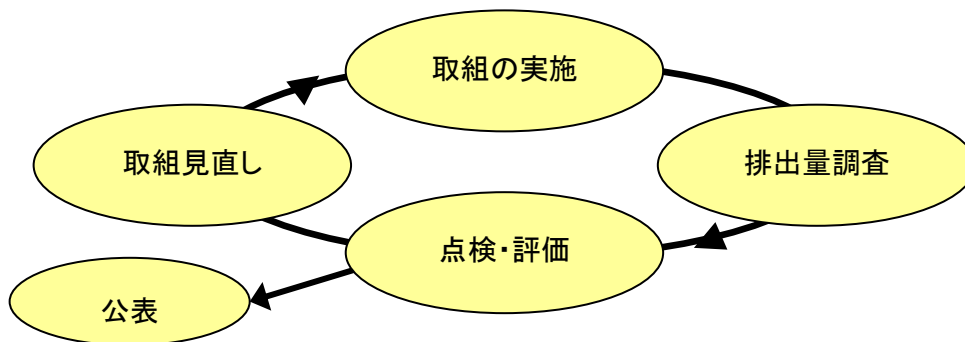 取組の実施
取組見直し
排出量調査
点検・評価
公表